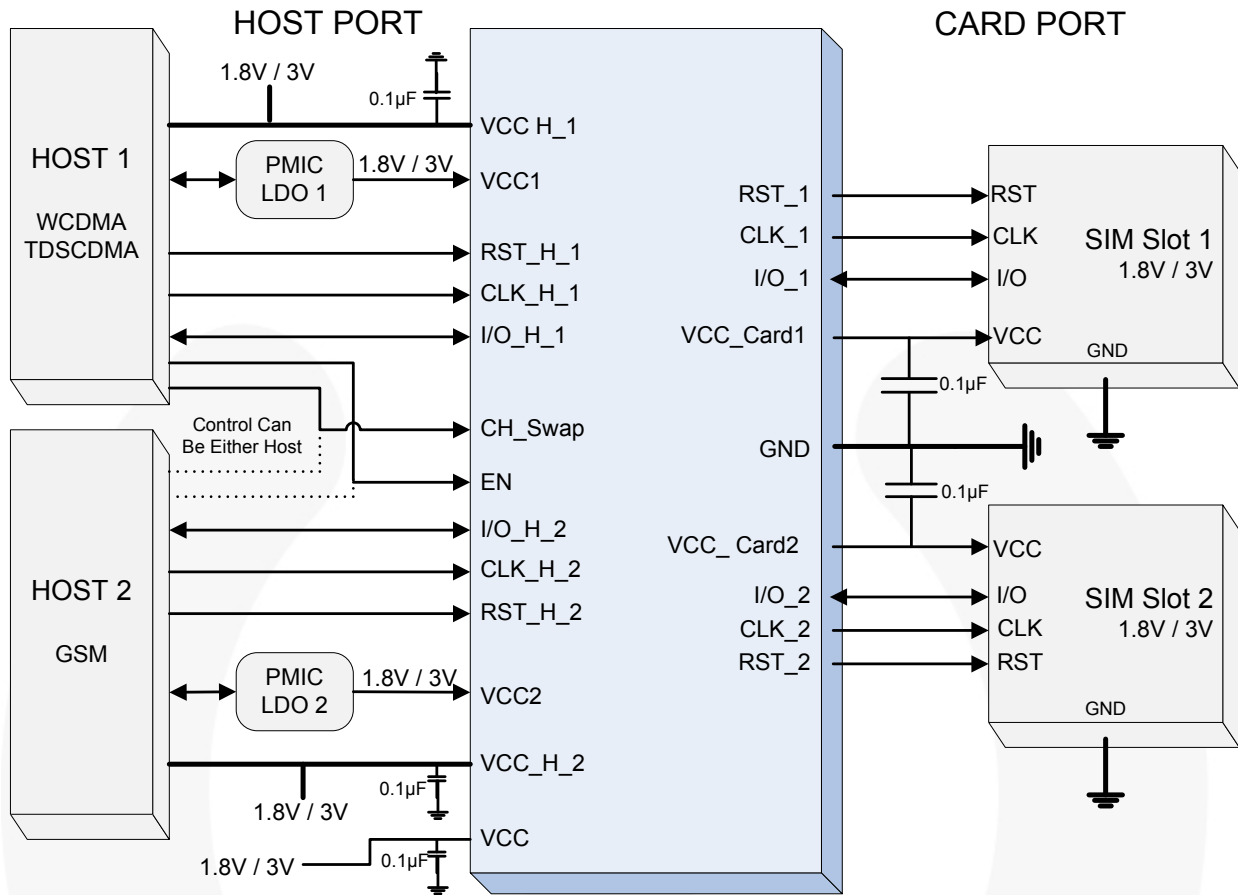 HOST PORT
CARD PORT
1.8V / 3V
0.1µF
HOST 1
WCDMA
TDSCDMA
PMIC
LDO 1
1.8V / 3V
Control Can
Be Either Host
HOST 2
GSM
PMIC
LDO 2
1.8V / 3V
1.8V / 3V
0.1µF
1.8V / 3V
0.1µF
VCC H_1
VCC1
RST_H_1
CLK_H_1
I/O_H_1
CH_Swap
EN
I/O_H_2
CLK_H_2
RST_H_2
VCC2
VCC_H_2
VCC
RST_1
CLK_1
I/O_1
VCC_Card1
GND
VCC_ Card2
I/O_2
CLK_2
RST_2
0.1µF
0.1µF
RST
CLK
I/O
VCC
SIM Slot 1
1.8V / 3V
GND
VCC
I/O
CLK
RST
SIM Slot 2
1.8V / 3V
GND